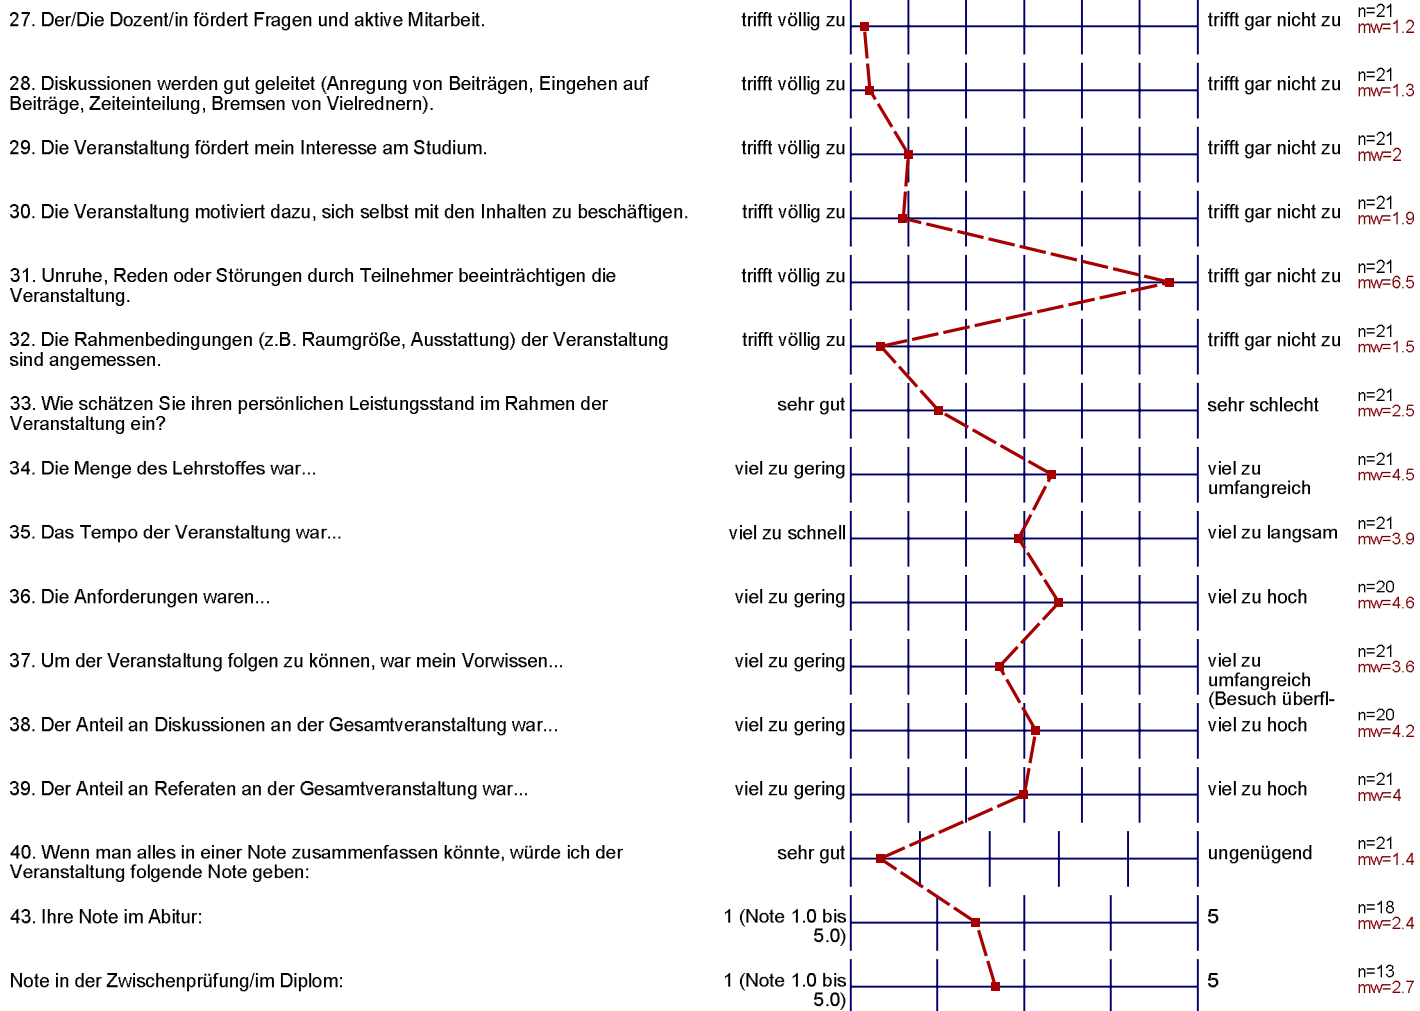 27. Der/Die Dozent/in fördert Fragen und aktive Mitarbeit. trifft völlig zu trifft gar nicht zu n=21
mw=1.2
28. Diskussionen werden gut geleitet (Anregung von Beiträgen, Eingehen auf trifft völlig zu trifft gar nicht zu n=21
Beiträge, Zeiteinteilung, Bremsen von Vielrednern). mw=1.3
29. Die Veranstaltung fördert mein Interesse am Studium. trifft völlig zu trifft gar nicht zu n=21
mw=2
30. Die Veranstaltung motiviert dazu, sich selbst mit den Inhalten zu beschäftigen. trifft völlig zu trifft gar nicht zu n=21
mw=1.9
31. Unruhe, Reden oder Störungen durch Teilnehmer beeinträchtigen die trifft völlig zu trifft gar nicht zu n=21
Veranstaltung. mw=6.5
32. Die Rahmenbedingungen (z.B. Raumgröße, Ausstattung) der Veranstaltung trifft völlig zu trifft gar nicht zu n=21
sind angemessen. mw=1.5
33. Wie schätzen Sie ihren persönlichen Leistungsstand im Rahmen der sehr gut sehr schlecht n=21
Veranstaltung ein? mw=2.5
34. Die Menge des Lehrstoffes war... viel zu gering viel zu n=21
umfangreich mw=4.5
35. Das Tempo der Veranstaltung war... viel zu schnell viel zu langsam n=21
mw=3.9
36. Die Anforderungen waren... viel zu gering viel zu hoch n=20
mw=4.6
37. Um der Veranstaltung folgen zu können, war mein Vorwissen... viel zu gering viel zu n=21
umfangreich mw=3.6
(Besuch überfl-
38. Der Anteil an Diskussionen an der Gesamtveranstaltung war... viel zu gering viel zu hoch n=20
mw=4.2
39. Der Anteil an Referaten an der Gesamtveranstaltung war... viel zu gering viel zu hoch n=21
mw=4
40. Wenn man alles in einer Note zusammenfassen könnte, würde ich der sehr gut ungenügend n=21
Veranstaltung folgende Note geben: mw=1.4
43. Ihre Note im Abitur: 1 (Note 1.0 bis 5 n=18
5.0) mw=2.4
Note in der Zwischenprüfung/im Diplom: 1 (Note 1.0 bis 5 n=13
5.0) mw=2.7